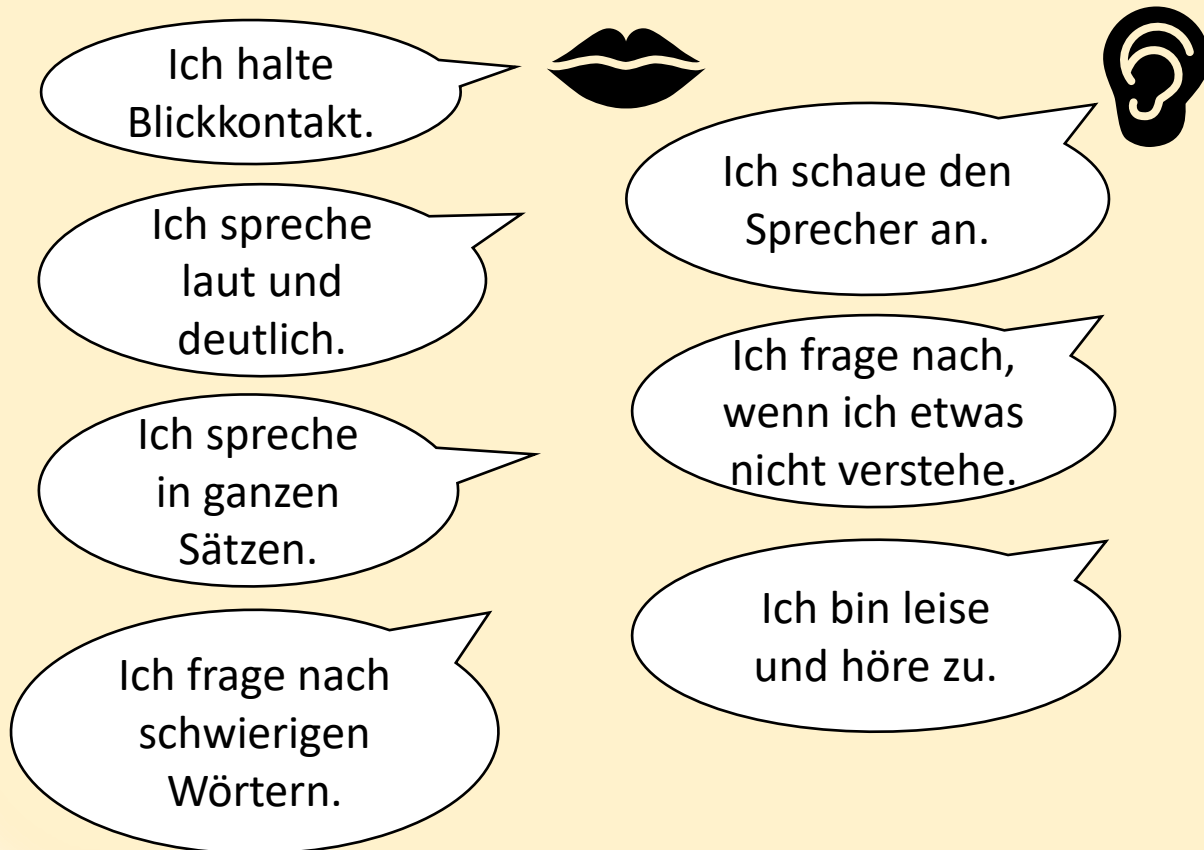 Ich halte
Blickkontakt.
Ich spreche
laut und
deutlich.
Ich spreche
in ganzen
Sätzen.
Ich frage nach
schwierigen
Wörtern.
Ich schaue den
Sprecher an.
Ich frage nach,
wenn ich etwas
nicht verstehe.
Ich bin leise
und höre zu.